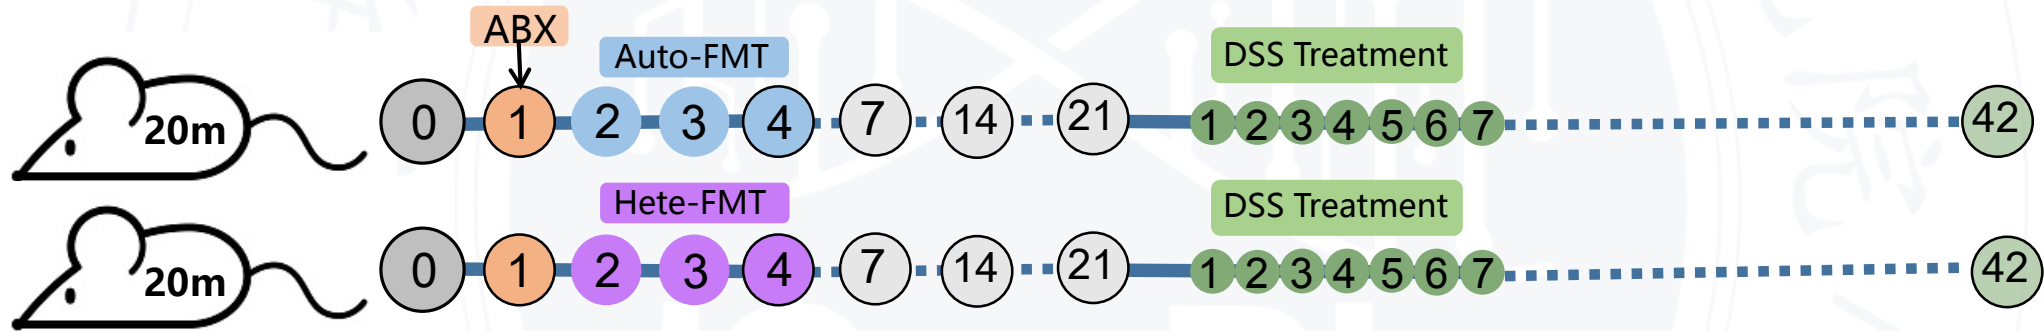 ABX
Auto-FMT
DSS Treatment
20m 0 1 2 3 4 7 14 21 1 2 3 4 5 6 7 42
Hete-FMT
DSS Treatment
20m 0 1 2 3 4 7 14 21 1 2 3 4 5 6 7 42